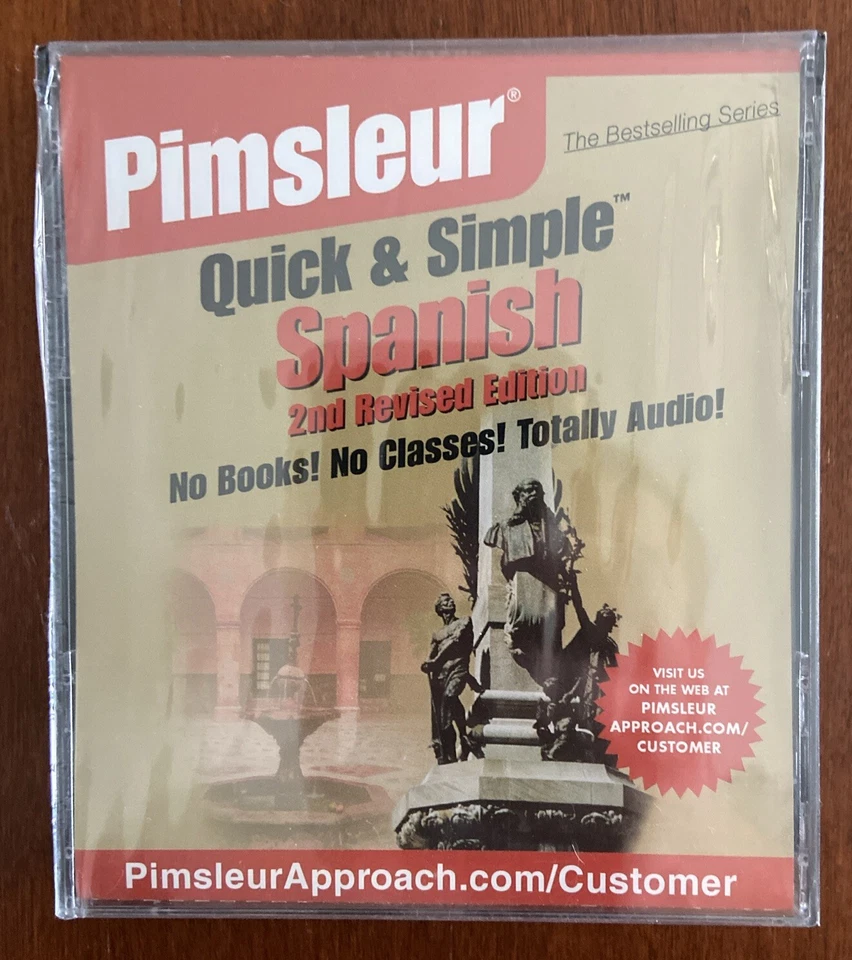 Pimsleur®
The Bestselling Series
Quick & Simple™
Spanish
2nd Revised Edition
No Books! No Classes! Totally Audio!
VISIT US
ON THE WEB AT
PIMSLEUR
APPROACH.COM/
CUSTOMER
PimsleurApproach.com/Customer